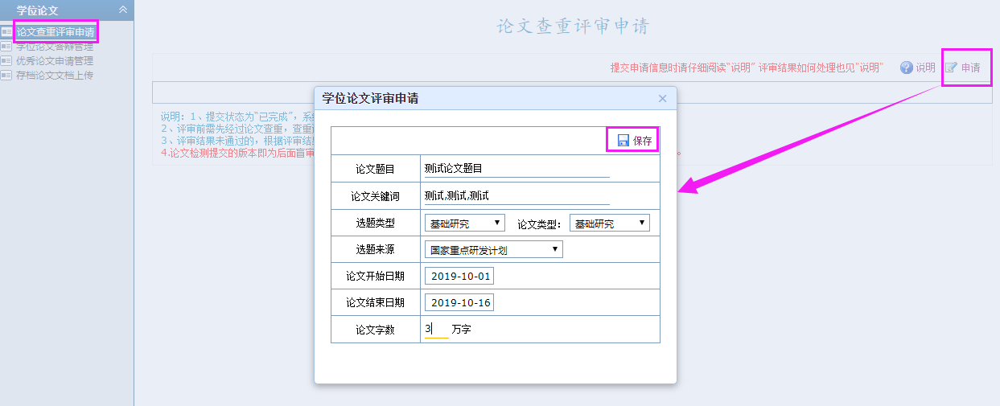 学位论文
论文查重评审申请
学位论文答辩管理
优秀论文申请管理
存档论文文档上传
论文查重评审申请
提交申请信息时请仔细阅读“说明” 评审结果如何处理也见"说明"
说明
申请
说明：1、提交状态为“已完成”，系统
2、评审前需先经过论文查重，查重
3、评审结果未通过的，根据评审结果
4.论文检测提交的版本即为后面盲审
学位论文评审申请
保存
论文题目 测试论文题目
论文关键词 测试,测试,测试
选题类型 基础研究 论文类型： 基础研究
选题来源 国家重点研发计划
论文开始日期 2019-10-01
论文结束日期 2019-10-16
论文字数 3 万字